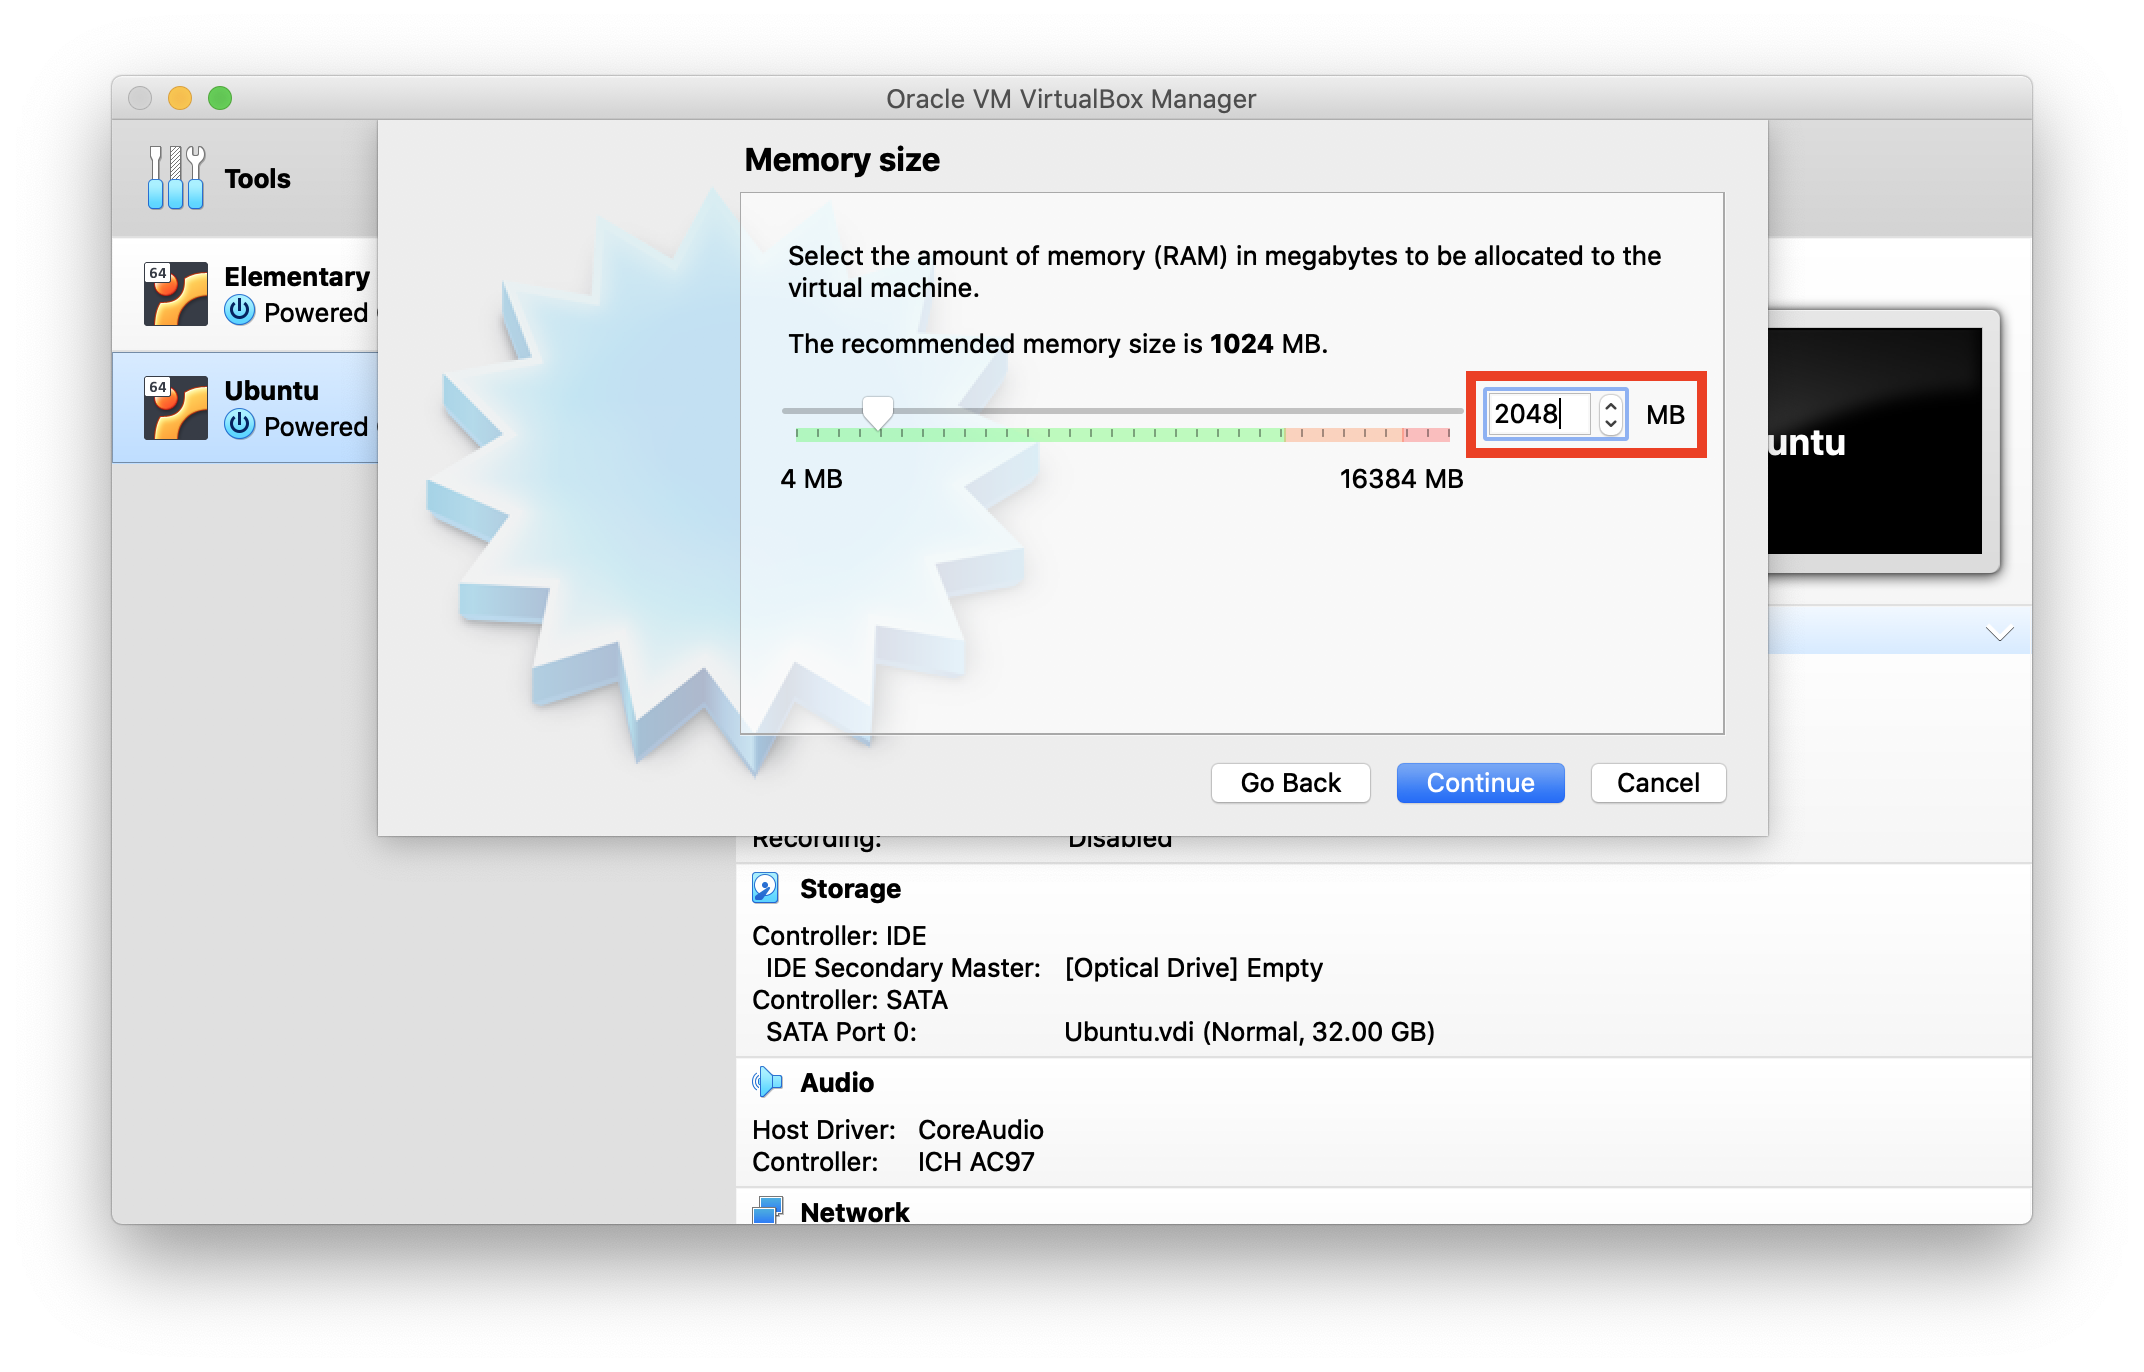 Oracle VM VirtualBox Manager
Tools
64
Elementary
Powered
64
Ubuntu
Powered
Memory size
Select the amount of memory (RAM) in megabytes to be allocated to the
virtual machine.
The recommended memory size is 1024 MB.
2048 MB
4 MB 16384 MB
untu
Go Back Continue Cancel
Recording: Disabled
Storage
Controller: IDE
IDE Secondary Master: [Optical Drive] Empty
Controller: SATA
SATA Port 0: Ubuntu.vdi (Normal, 32.00 GB)
Audio
Host Driver: CoreAudio
Controller: ICH AC97
Network